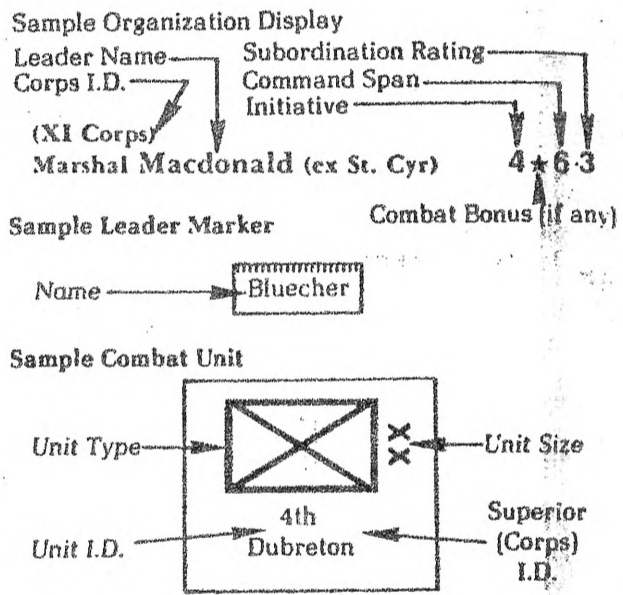 Sample Organization Display
Leader Name
Subordination Rating
Corps I.D.
Command Span
Initiative
(XI Corps)
Marshal Macdonald (ex St. Cyr) 4★6·3
Combat Bonus (if any)
Sample Leader Marker
Name
Bluecher
Sample Combat Unit
Unit Type
XX
Unit Size
4th
Dubreton
Unit I.D.
Superior
(Corps)
I.D.